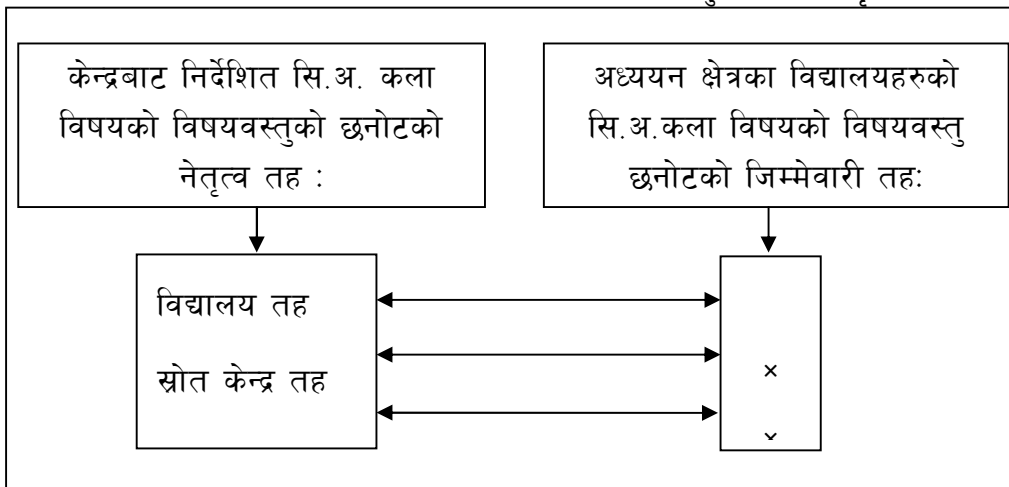 केन्द्रबाट निर्देशित सि.अ. कला
विषयको विषयवस्तुको छनोटको
नेतृत्व तह :
अध्ययन क्षेत्रका विद्यालयहरुको
सि.अ.कला विषयको विषयवस्तु
छनोटको जिम्मेवारी तहः
विद्यालय तह
स्रोत केन्द्र तह
×
×